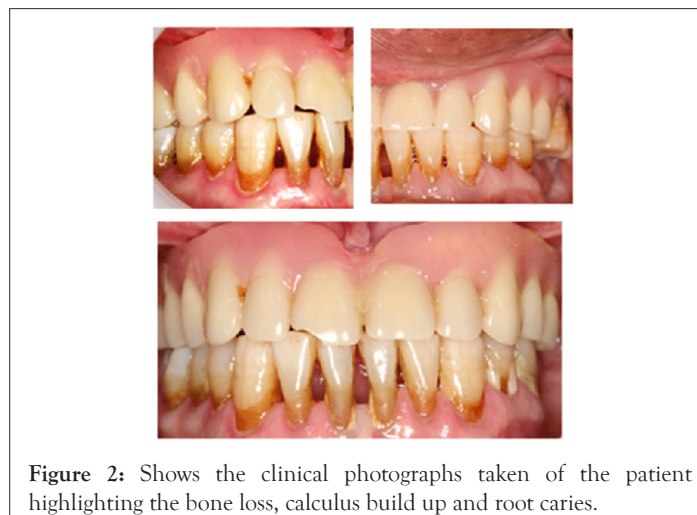 Figure 2: Shows the clinical photographs taken of the patient
highlighting the bone loss, calculus build up and root caries.